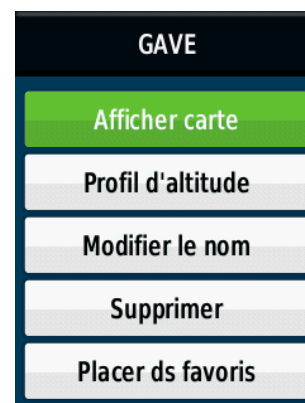 GAVE
Afficher carte
Profil d'altitude
Modifier le nom
Supprimer
Placer ds favoris